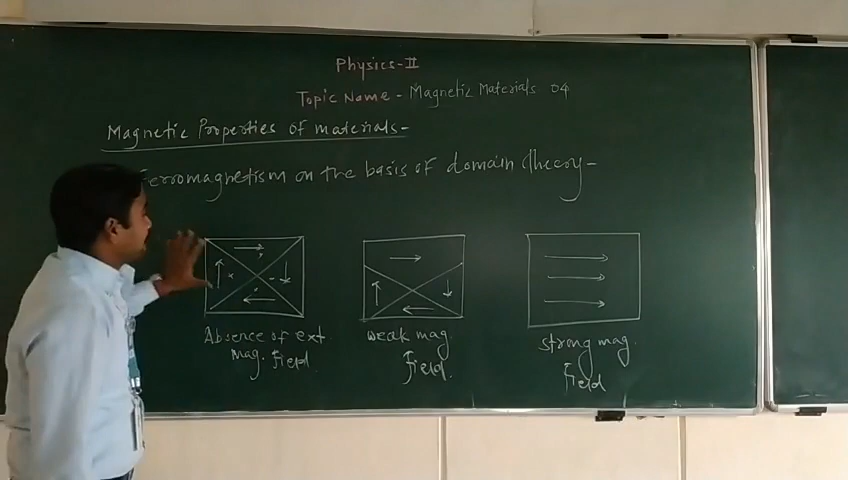 Physics-II
Topic Name - Magnetic Materials 04
Magnetic Properties of materials-
Ferromagnetism on the basis of domain theory-
Absence of ext.
Mag. Field.
weak mag.
Field.
strong mag.
Field